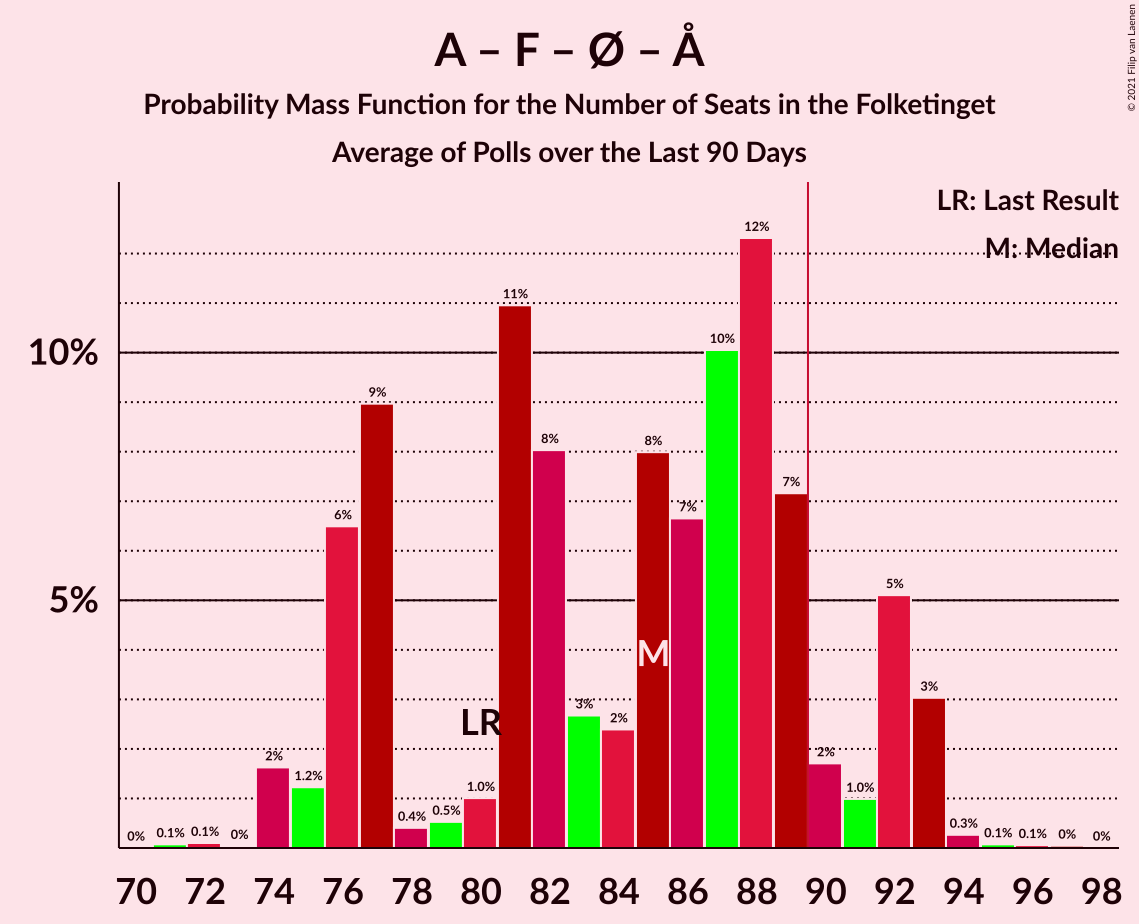 A – F – Ø – Å
Probability Mass Function for the Number of Seats in the Folketinget
Average of Polls over the Last 90 Days
© 2021 Filip van Laenen
LR: Last Result
M: Median
10%
5%
0% 0.1% 0.1% 0% 2% 1.2% 6% 9% 0.4% 0.5% 1.0% 11% 8% 3% 2% 8% 7% 10% 12% 7% 2% 1.0% 5% 3% 0.3% 0.1% 0.1% 0% 0%
LR
M
70 72 74 76 78 80 82 84 86 88 90 92 94 96 98